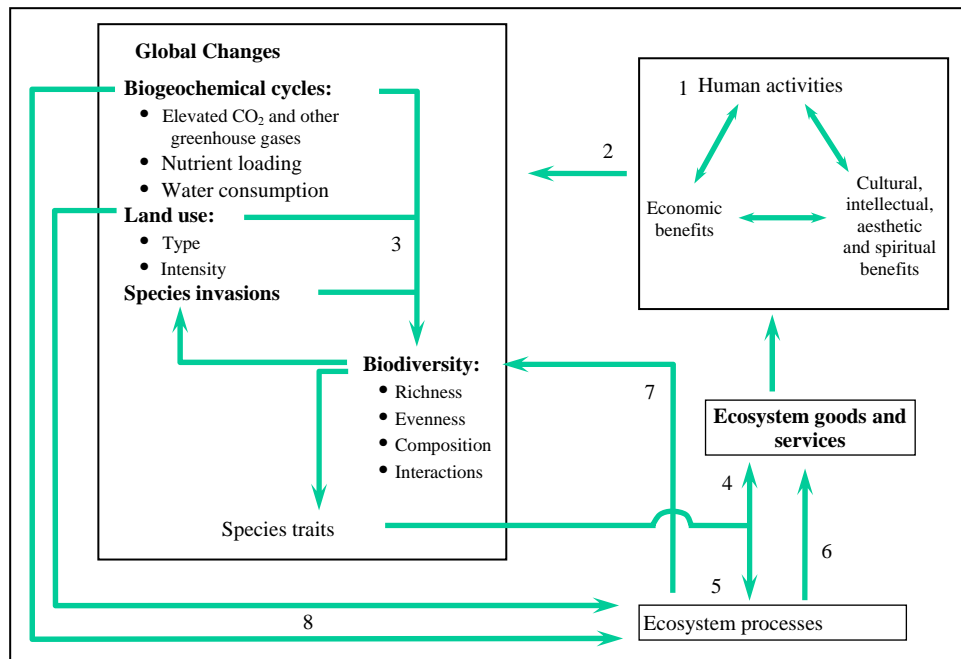 Global Changes
Biogeochemical cycles:
• Elevated CO₂ and other
greenhouse gases
• Nutrient loading
• Water consumption
Land use:
• Type
• Intensity
Species invasions
3
Biodiversity:
• Richness
• Evenness
• Composition
• Interactions
Species traits
2
1 Human activities
Economic
benefits
Cultural,
intellectual,
aesthetic
and spiritual
benefits
7
Ecosystem goods and
services
4
6
5
Ecosystem processes
8